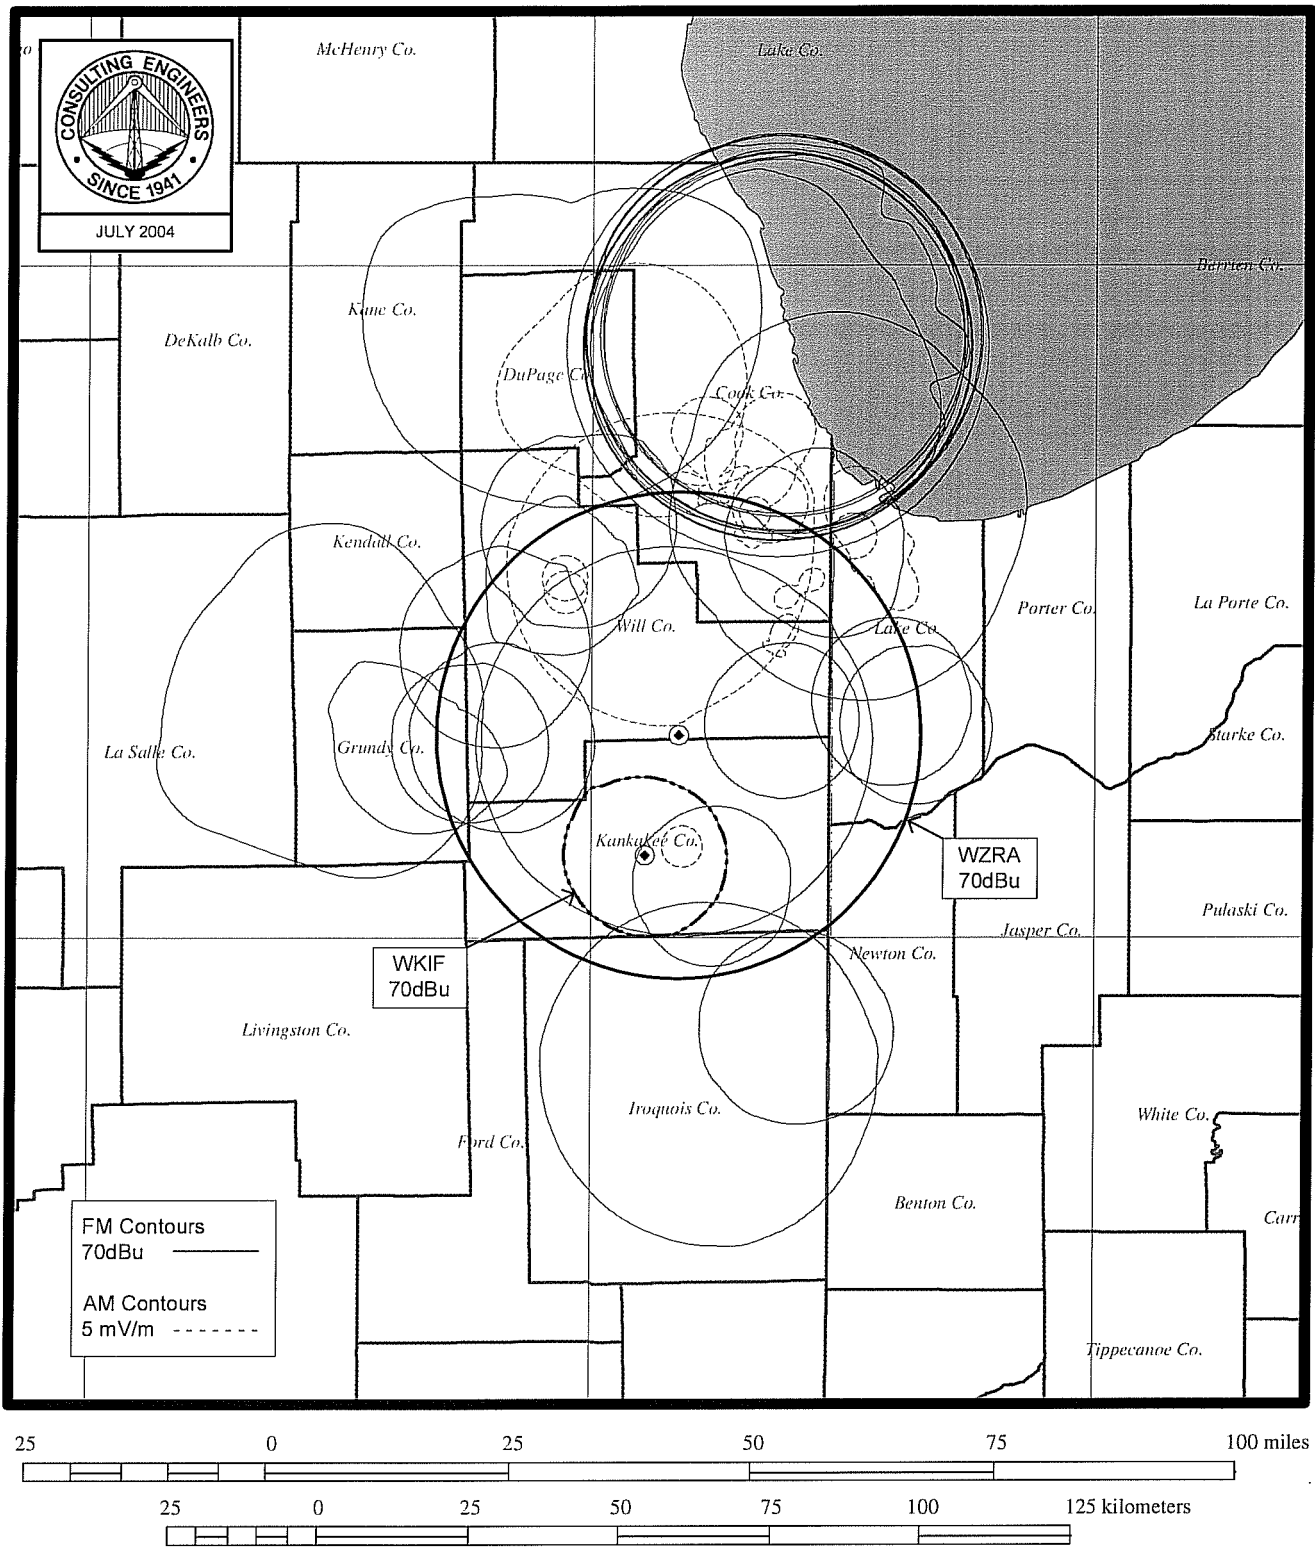 McHenry Co.
Lake Co.
CONSULTING ENGINEERS
SINCE 1941
JULY 2004
Berrien Co.
Kane Co.
DeKalb Co.
DuPage Co.
Cook Co.
Kendall Co.
Will Co.
Lake Co.
Porter Co.
La Porte Co.
La Salle Co.
Grundy Co.
Starke Co.
Kankakee Co.
WZRA
70dBu
Pulaski Co.
Jasper Co.
Newton Co.
WKIF
70dBu
Livingston Co.
Iroquois Co.
Ford Co.
White Co.
Benton Co.
Carr
FM Contours
70dBu
AM Contours
5 mV/m
Tippecanoe Co.
25 0 25 50 75 100 miles
25 0 25 50 75 100 125 kilometers